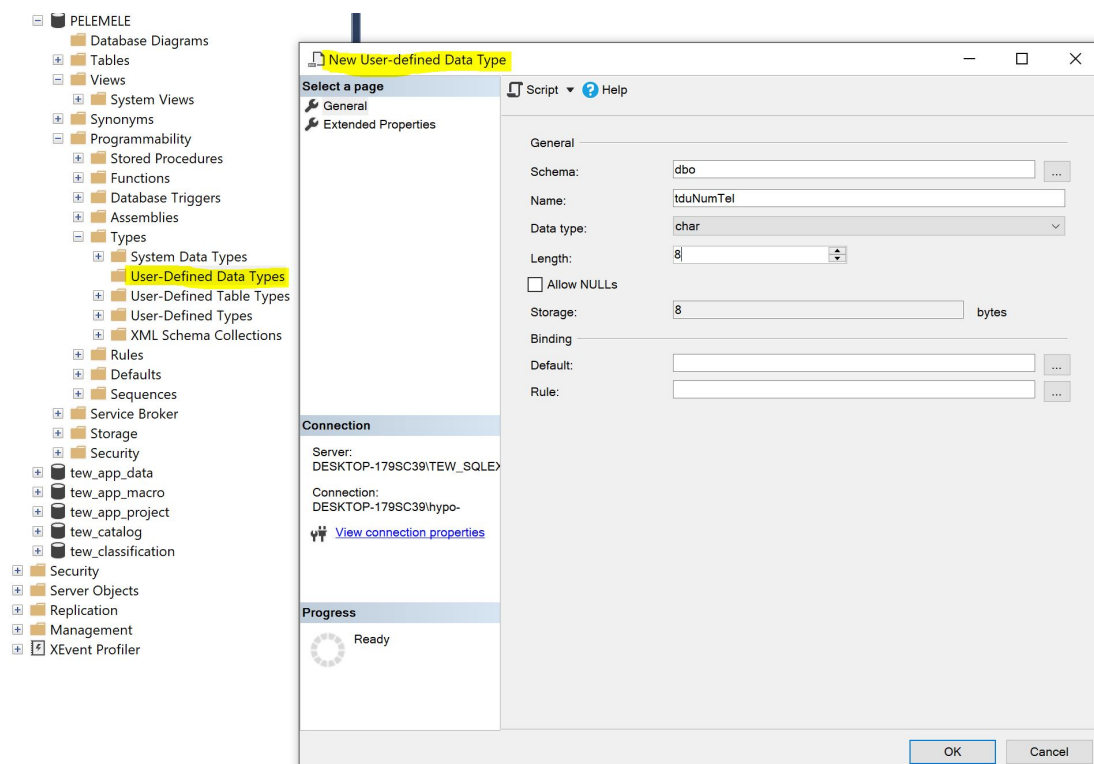 PELEMELE
Database Diagrams
Tables
Views
System Views
Synonyms
Programmability
Stored Procedures
Functions
Database Triggers
Assemblies
Types
System Data Types
User-Defined Data Types
User-Defined Table Types
User-Defined Types
XML Schema Collections
Rules
Defaults
Sequences
Service Broker
Storage
Security
tew_app_data
tew_app_macro
tew_app_project
tew_catalog
tew_classification
Security
Server Objects
Replication
Management
XEvent Profiler
New User-defined Data Type
Select a page
General
Extended Properties
Script Help
General
Schema: dbo ...
Name: tduNumTel
Data type: char
Length: 8
Allow NULLs
Storage: 8 bytes
Binding
Default: ...
Rule: ...
Connection
Server:
DESKTOP-179SC39\TEW_SQLEX
Connection:
DESKTOP-179SC39\hypo-
View connection properties
Progress
Ready
OK Cancel